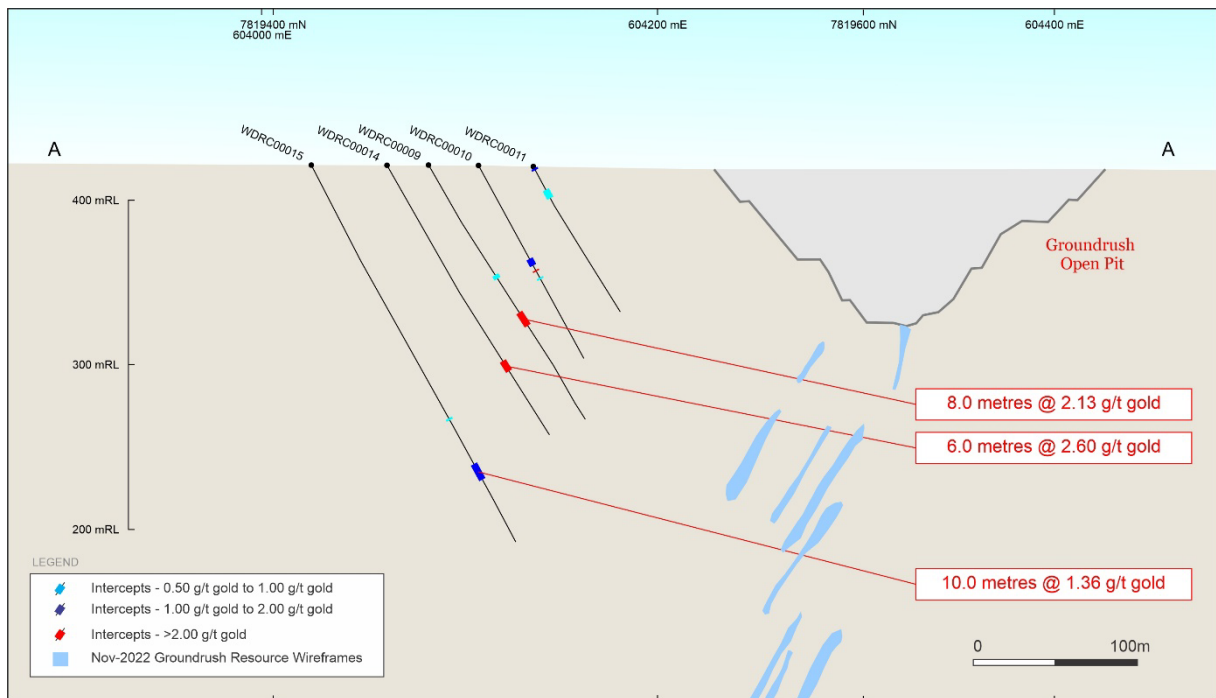 7819400 mN
604000 mE
604200 mE
7819600 mN
604400 mE
A
WDRC00015
WDRC00014
WDRC00009
WDRC00010
WDRC00011
A
400 mRL
300 mRL
200 mRL
Groundrush
Open Pit
8.0 metres @ 2.13 g/t gold
6.0 metres @ 2.60 g/t gold
10.0 metres @ 1.36 g/t gold
LEGEND
Intercepts - 0.50 g/t gold to 1.00 g/t gold
Intercepts - 1.00 g/t gold to 2.00 g/t gold
Intercepts - >2.00 g/t gold
Nov-2022 Groundrush Resource Wireframes
0 100m